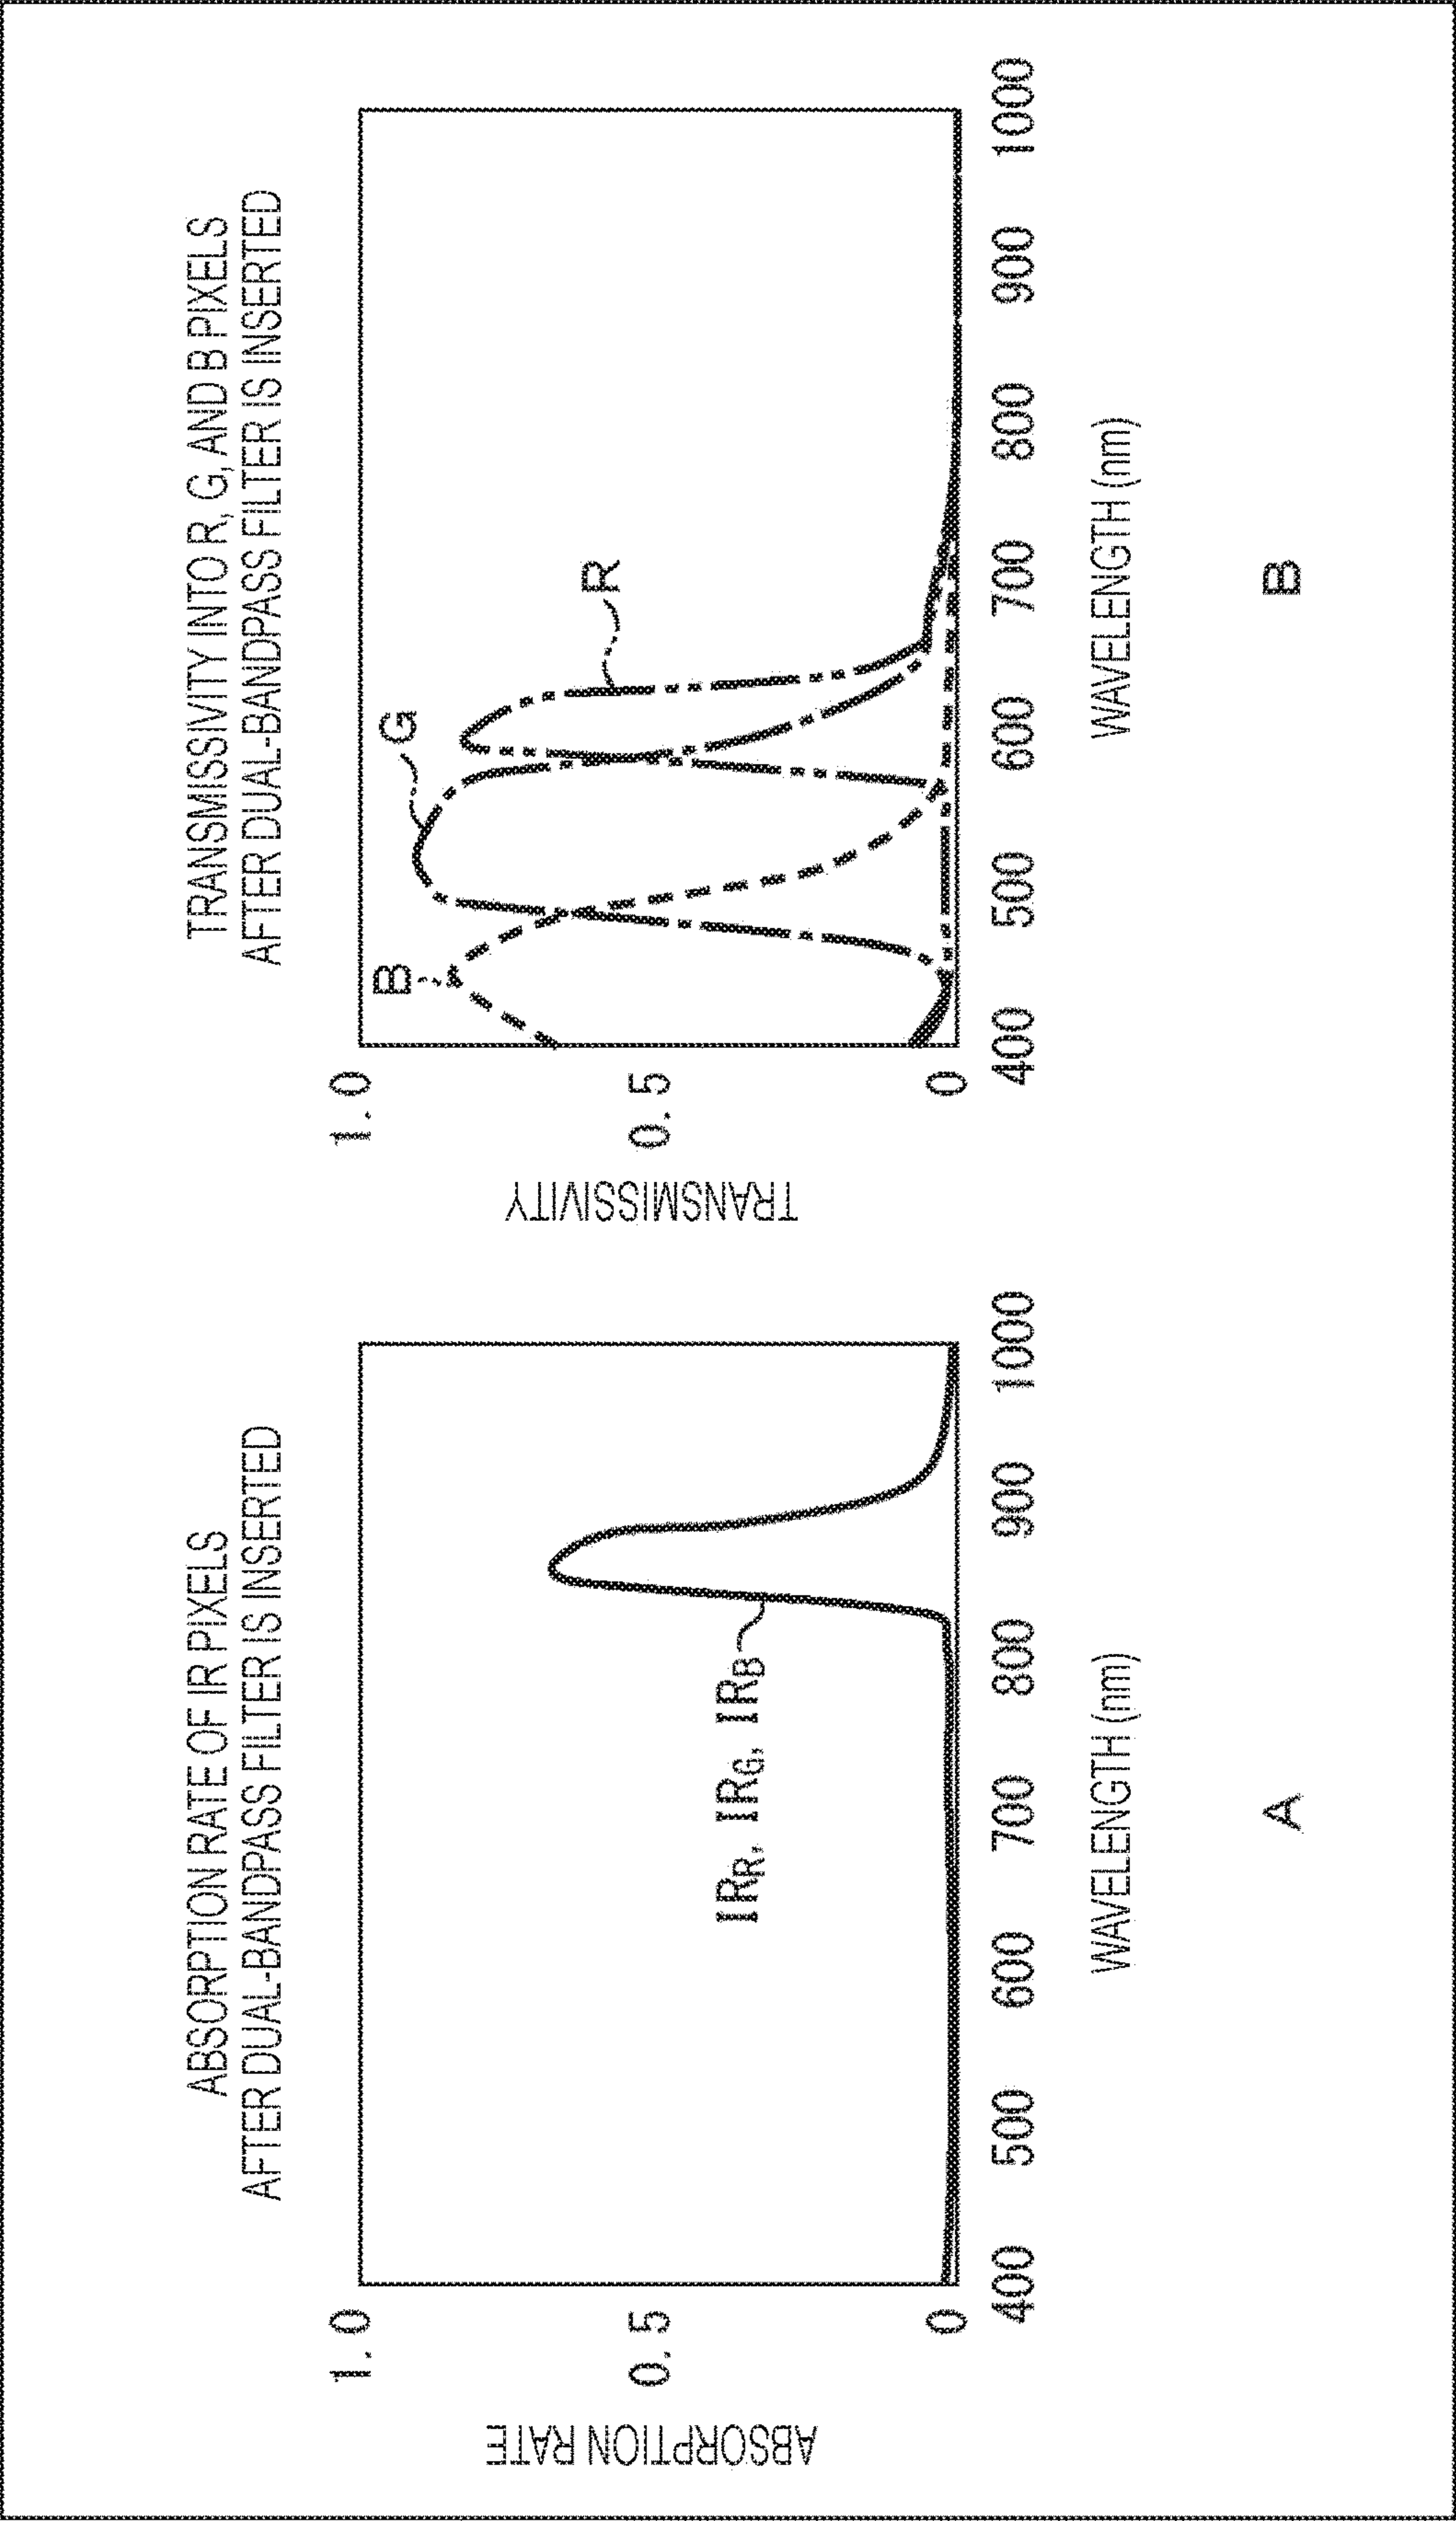 ABSORPTION RATE OF IR PIXELS
AFTER DUAL-BANDPASS FILTER IS INSERTED
ABSORPTION RATE
1.0
0.5
0
IRR, IRG, IRB
400 500 600 700 800 900 1000
WAVELENGTH (nm)
A
TRANSMISSIVITY INTO R, G, AND B PIXELS
AFTER DUAL-BANDPASS FILTER IS INSERTED
TRANSMISSIVITY
1.0
0.5
0
B
G
R
400 500 600 700 800 900 1000
WAVELENGTH (nm)
B